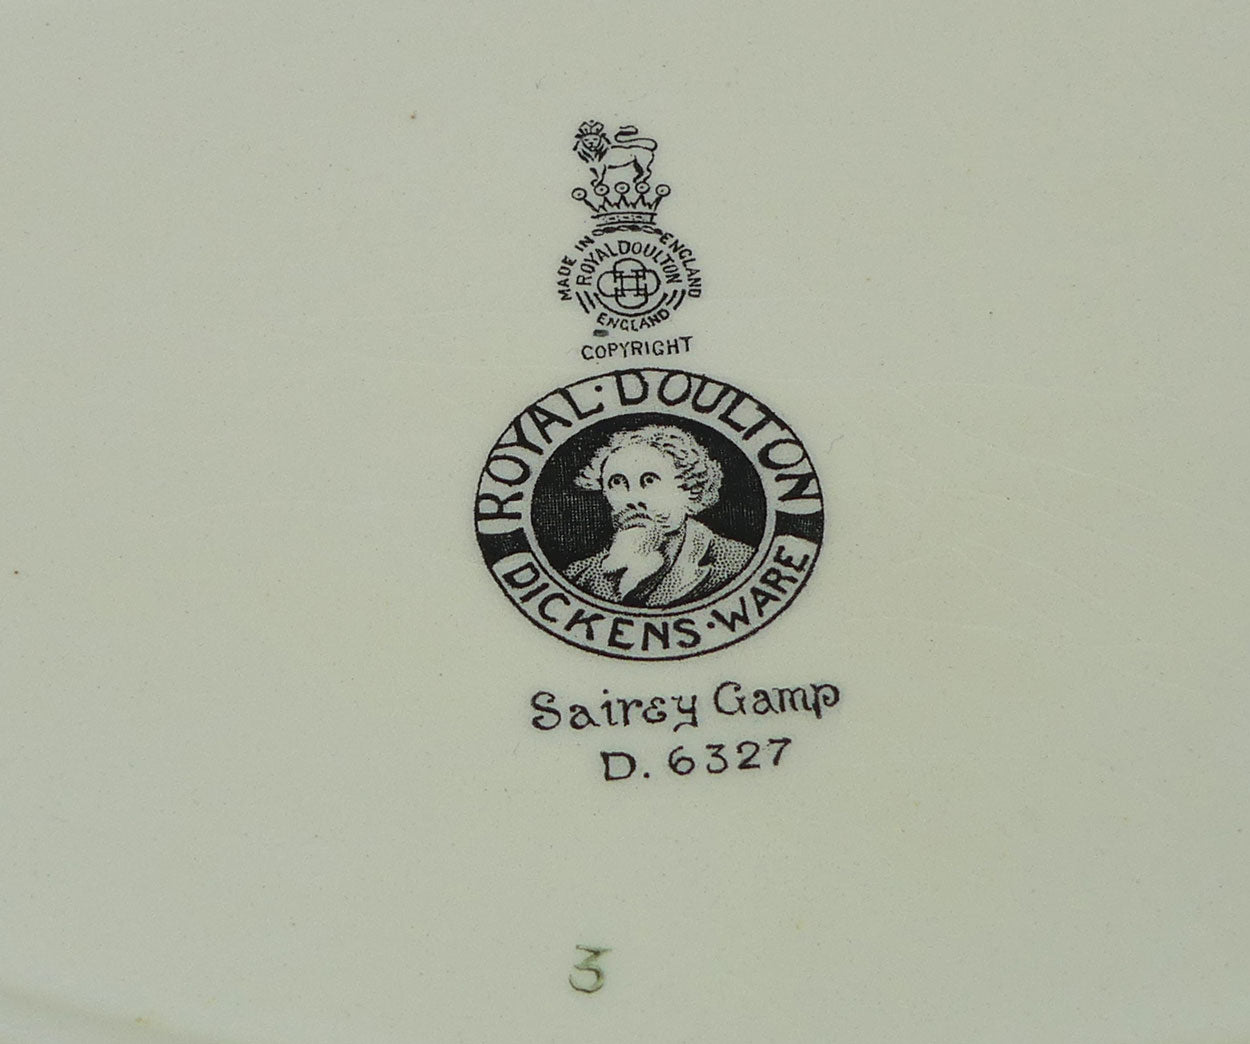 MADE IN ENGLAND
ROYAL DOULTON
ENGLAND
COPYRIGHT
ROYAL·DOULTON
DICKENS·WARE
Sairey Gamp
D. 6327
3